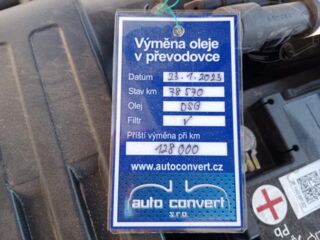 Výměna oleje
v převodovce
Datum 23.1.2023
Stav km 78 570
Olej DSG
Filtr ✓
Příští výměna při km
128 000
www.autoconvert.cz
auto convert
s.r.o.
Pb